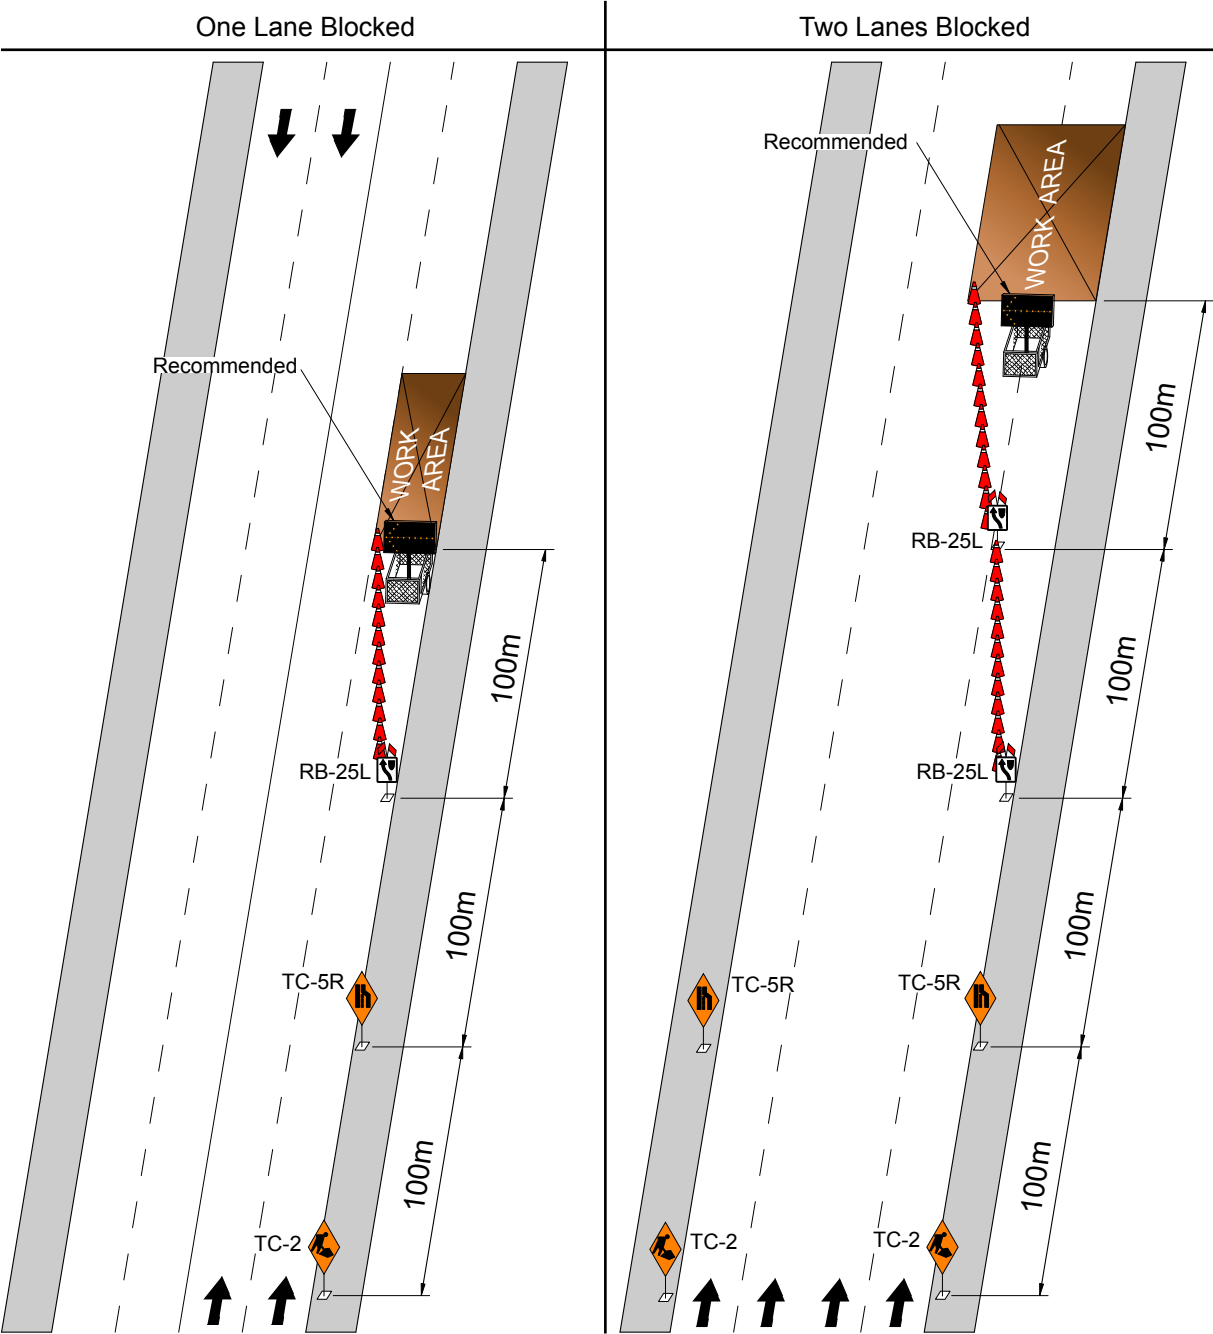 One Lane Blocked
Recommended
WORK
AREA
100m
RB-25L
100m
TC-5R
100m
TC-2
Two Lanes Blocked
Recommended
WORK AREA
100m
RB-25L
100m
RB-25L
100m
TC-5R
TC-5R
100m
TC-2
TC-2